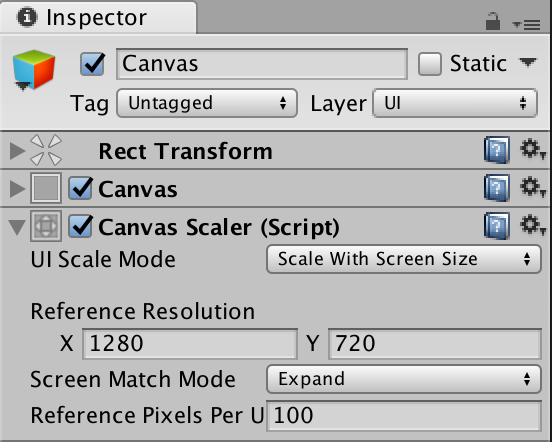 Inspector
Canvas
Static
Tag Untagged Layer UI
Rect Transform
Canvas
Canvas Scaler (Script)
UI Scale Mode Scale With Screen Size
Reference Resolution
X 1280 Y 720
Screen Match Mode Expand
Reference Pixels Per U 100